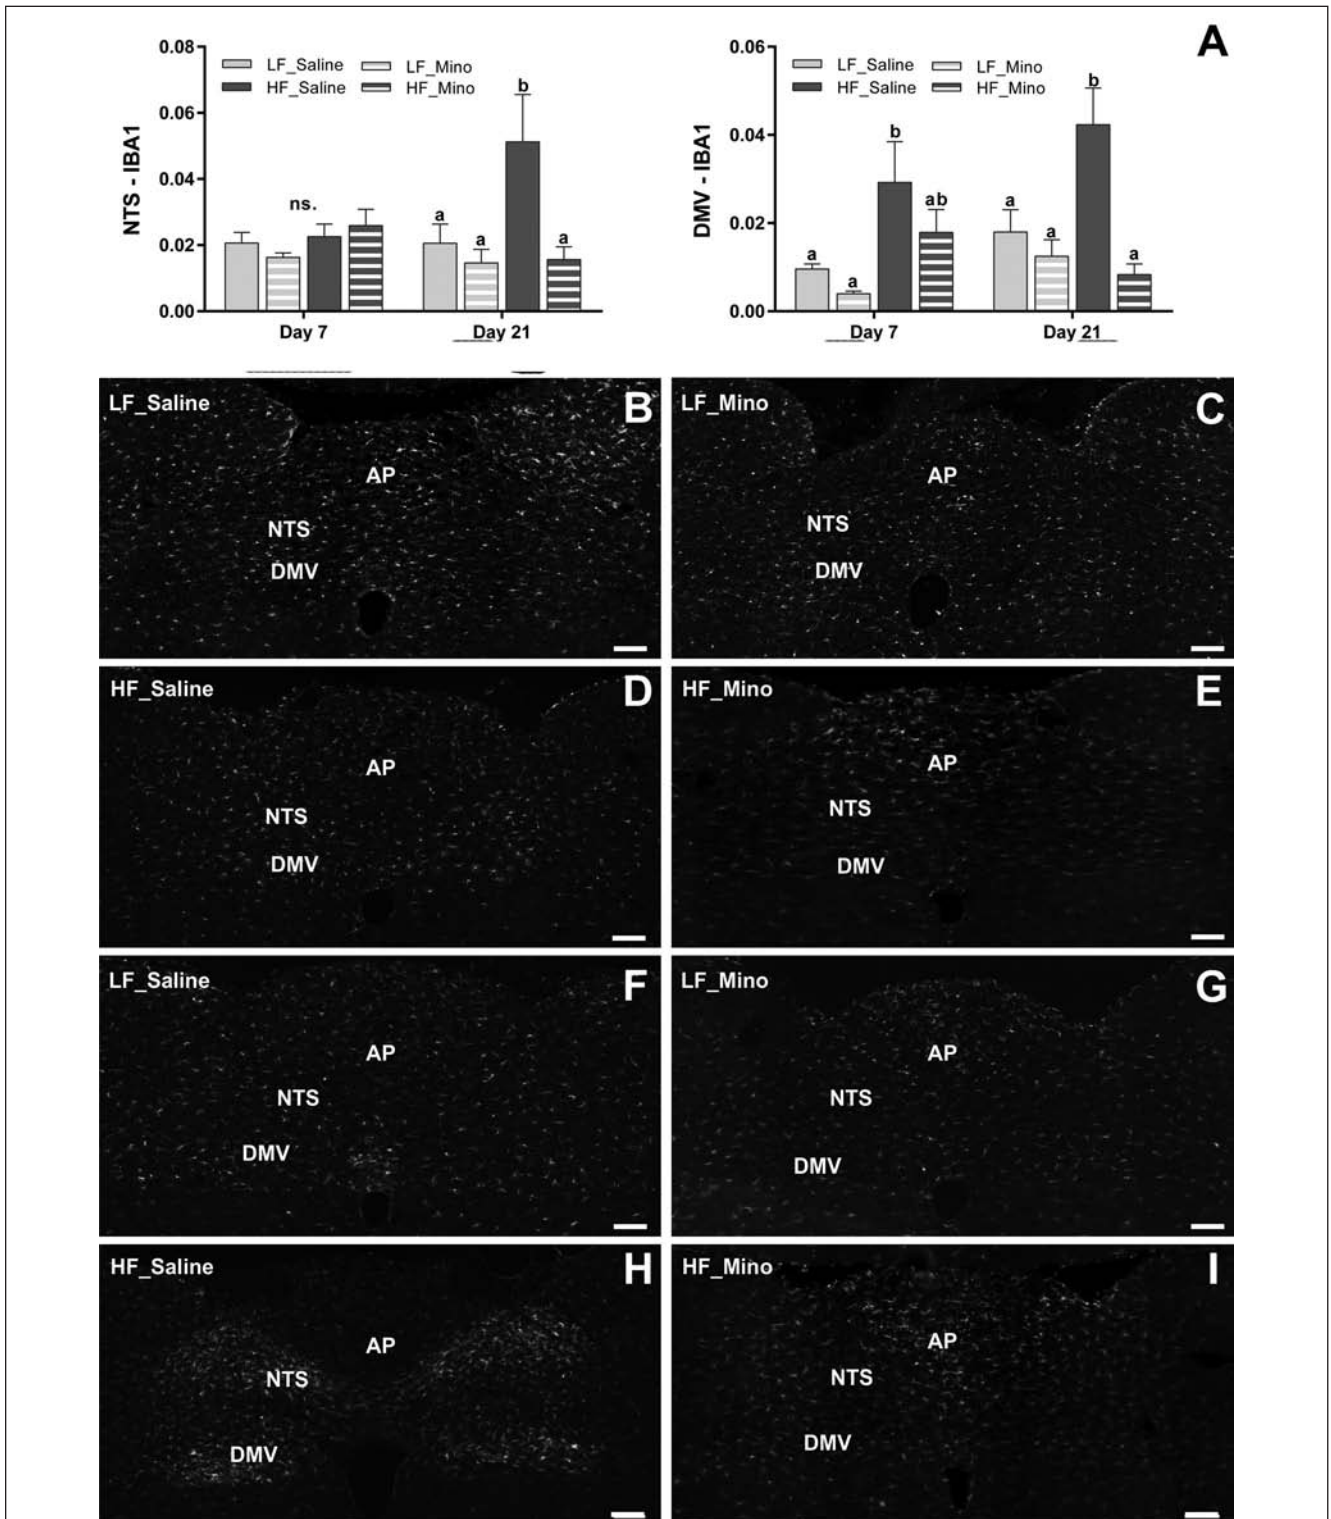 A
LF_Saline LF_Mino
HF_Saline HF_Mino
NTS - IBA1
0.08
0.06
0.04
0.02
0.00
ns.
a
a
b
a
Day 7 Day 21
LF_Saline LF_Mino
HF_Saline HF_Mino
DMV - IBA1
0.06
0.04
0.02
0.00
a
a
b
ab
a
a
b
a
Day 7 Day 21
LF_Saline B
AP
NTS
DMV
LF_Mino C
AP
NTS
DMV
HF_Saline D
AP
NTS
DMV
HF_Mino E
AP
NTS
DMV
LF_Saline F
AP
NTS
DMV
LF_Mino G
AP
NTS
DMV
HF_Saline H
AP
NTS
DMV
HF_Mino I
AP
NTS
DMV